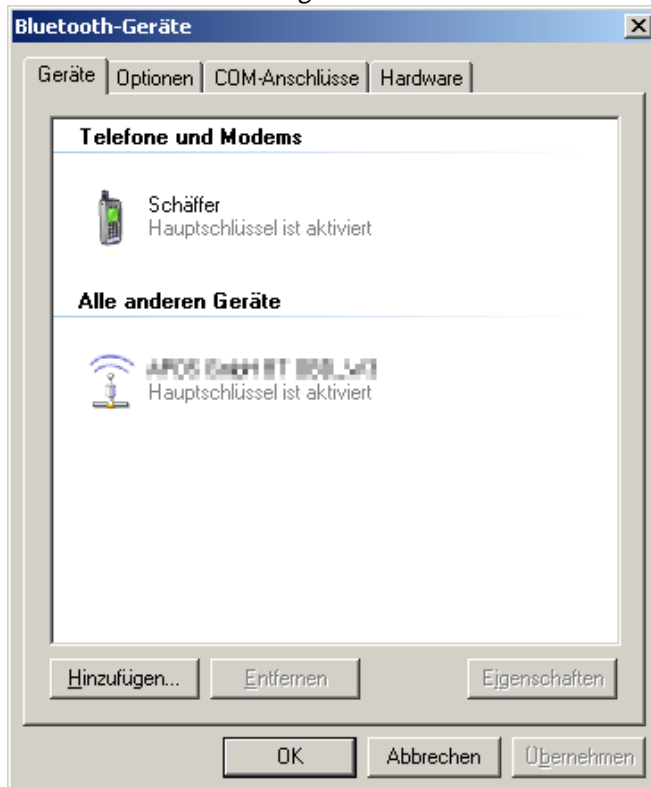 Bluetooth-Geräte
Geräte Optionen COM-Anschlüsse Hardware
Telefone und Modems
Schäffer
Hauptschlüssel ist aktiviert
Alle anderen Geräte
Hauptschlüssel ist aktiviert
Hinzufügen... Entfernen Eigenschaften
OK Abbrechen Übernehmen